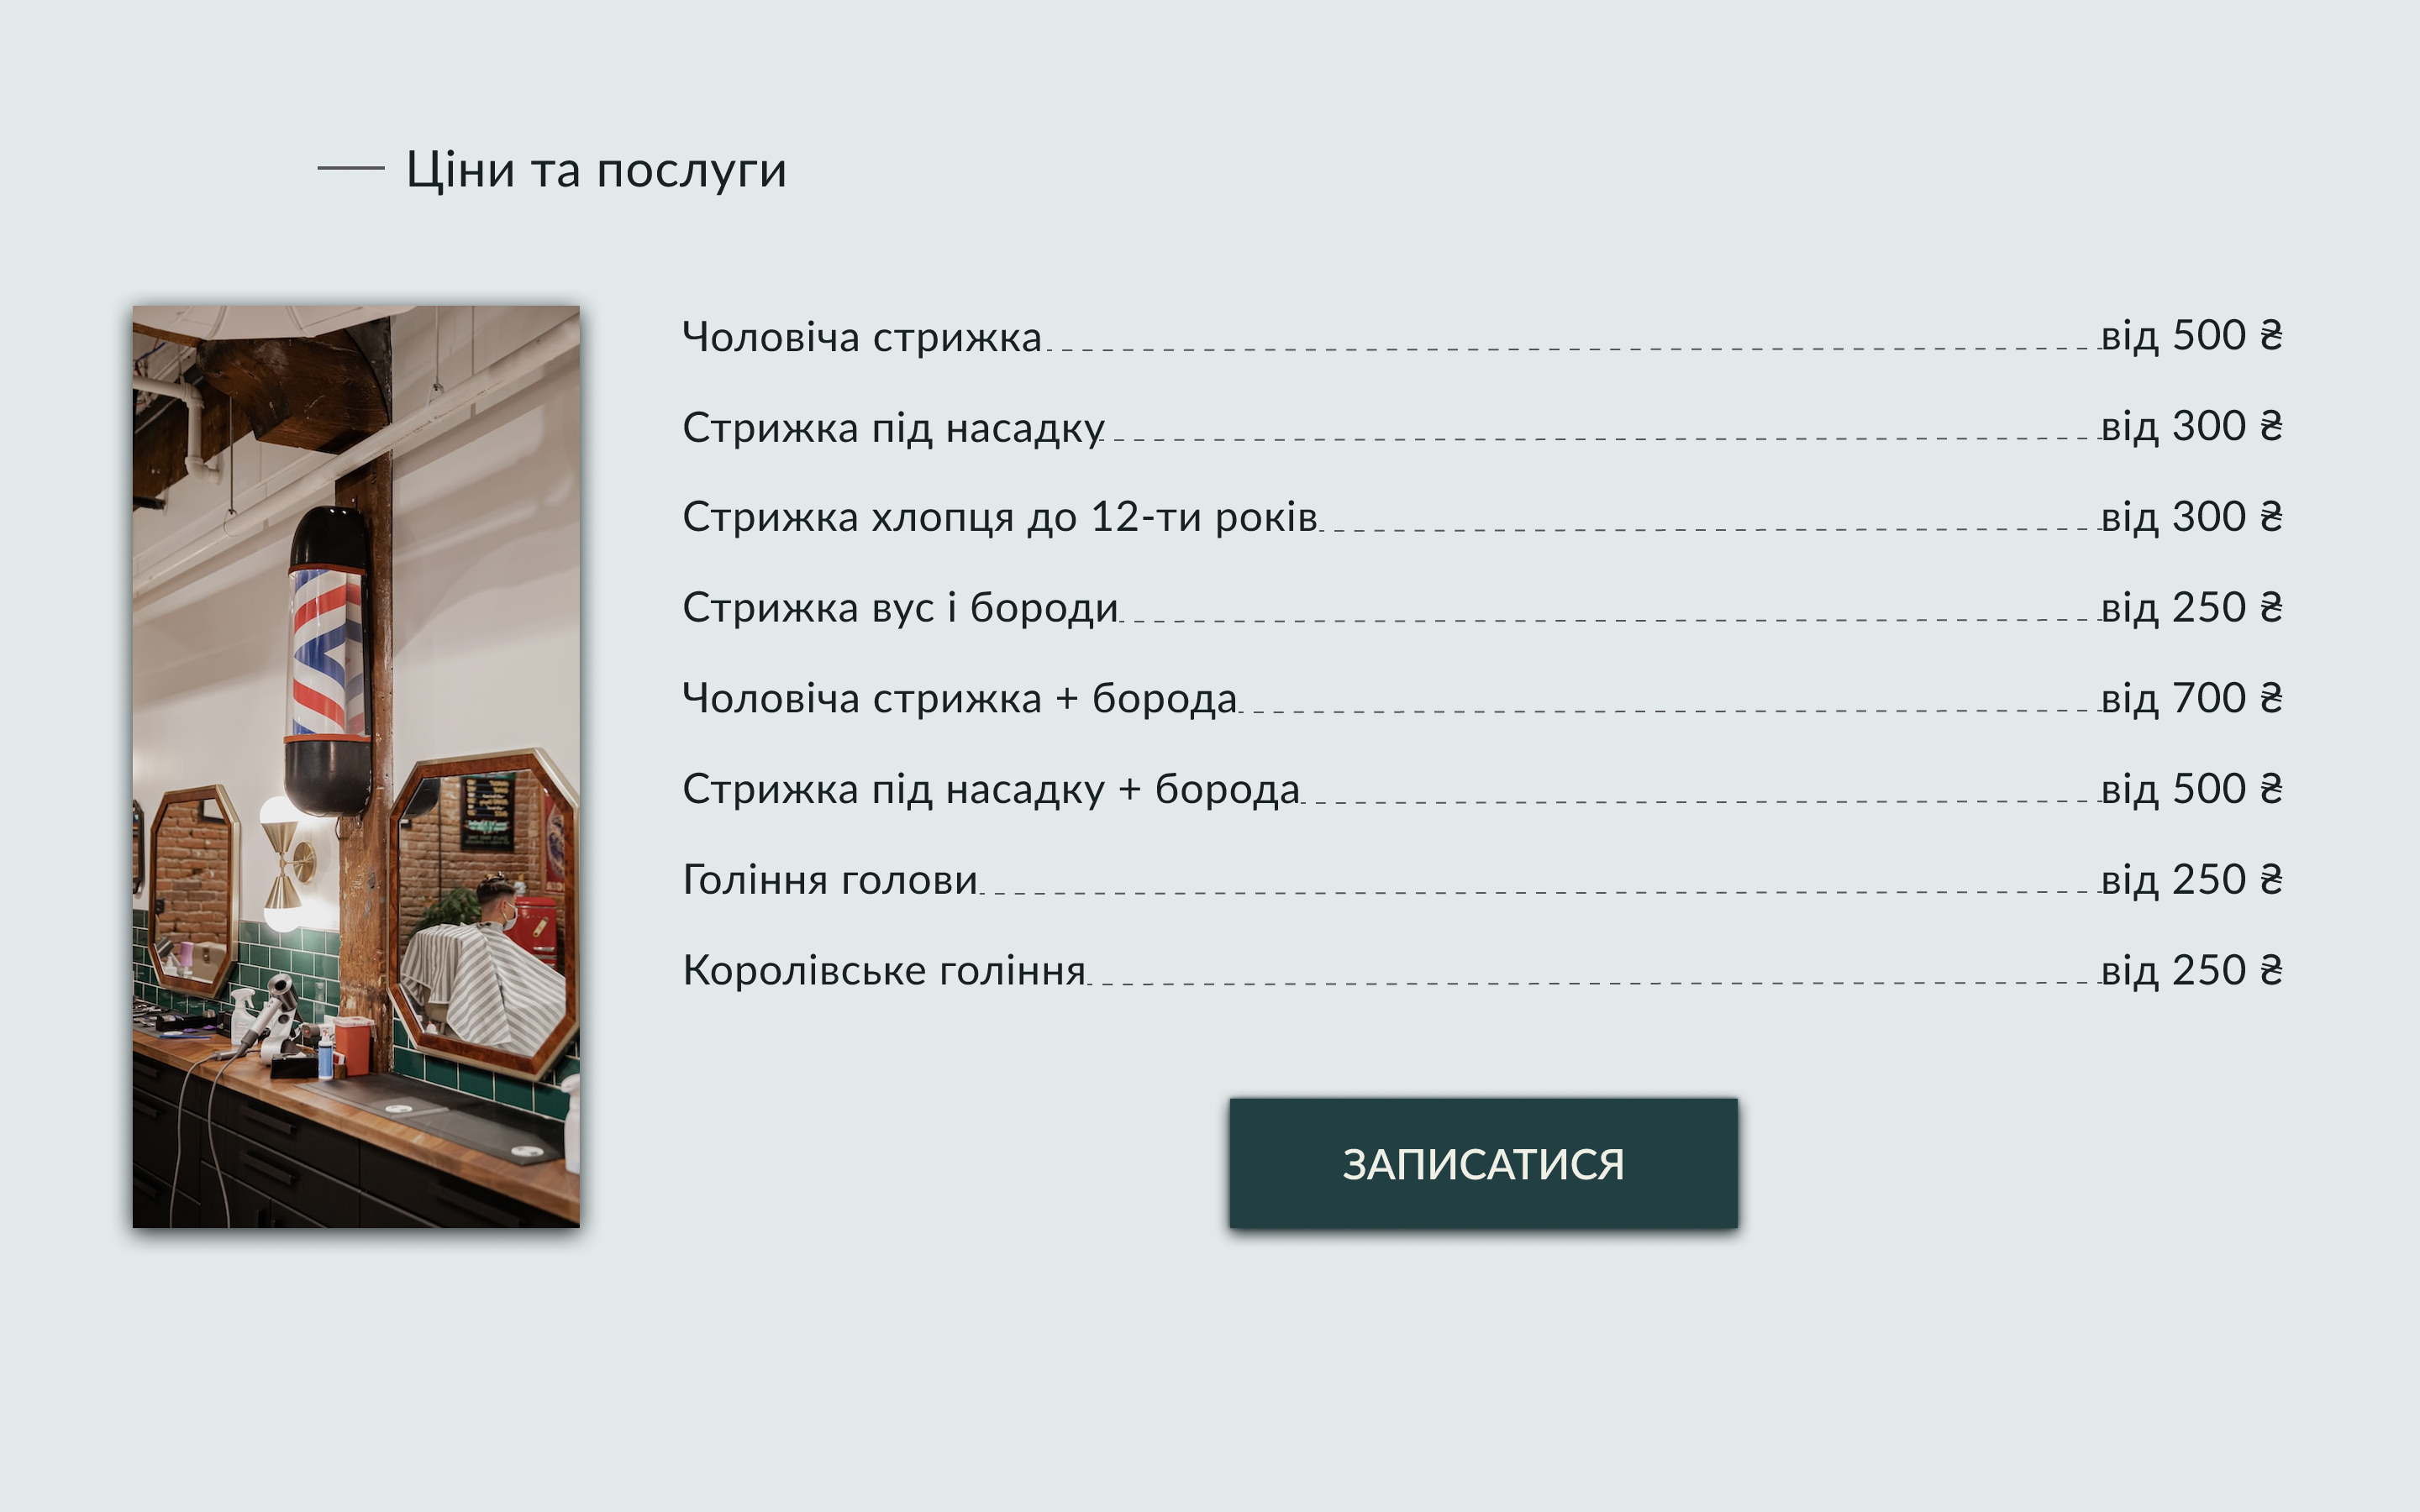 Ціни та послуги
Чоловіча стрижка від 500 ₴
Стрижка під насадку від 300 ₴
Стрижка хлопця до 12-ти років від 300 ₴
Стрижка вус і бороди від 250 ₴
Чоловіча стрижка + борода від 700 ₴
Стрижка під насадку + борода від 500 ₴
Гоління голови від 250 ₴
Королівське гоління від 250 ₴
ЗАПИСАТИСЯ